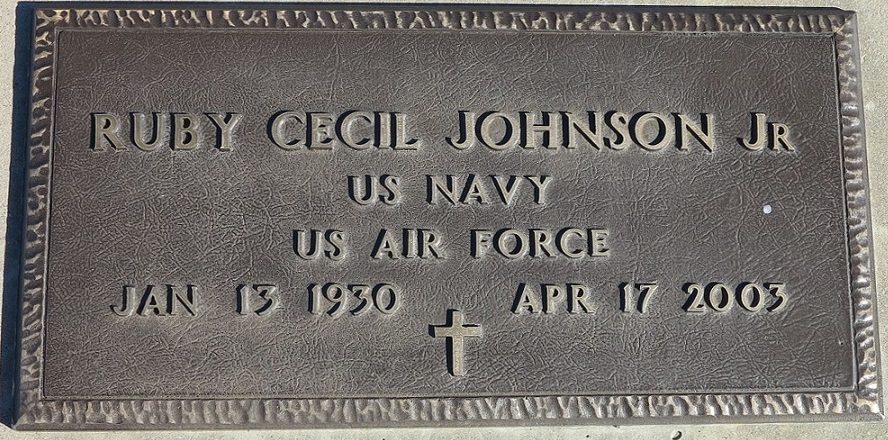 RUBY CECIL JOHNSON JR
US NAVY
US AIR FORCE
JAN 13 1930 APR 17 2003